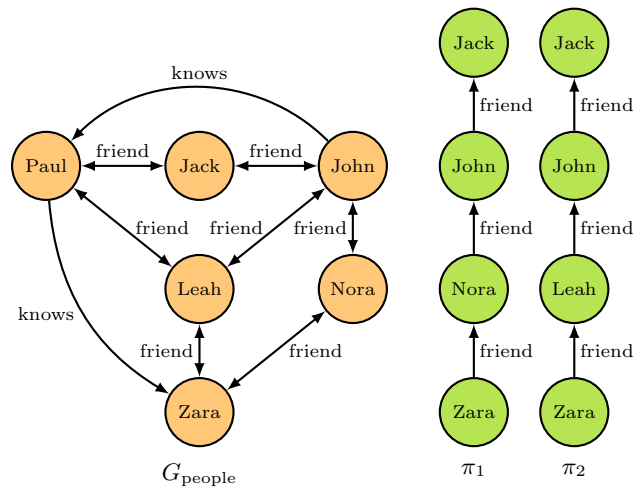 knows
Paul
friend
Jack
friend
John
friend
friend
friend
Leah
Nora
knows
friend
friend
Zara
G_people
Jack
friend
John
friend
Nora
friend
Zara
π1
Jack
friend
John
friend
Leah
friend
Zara
π2